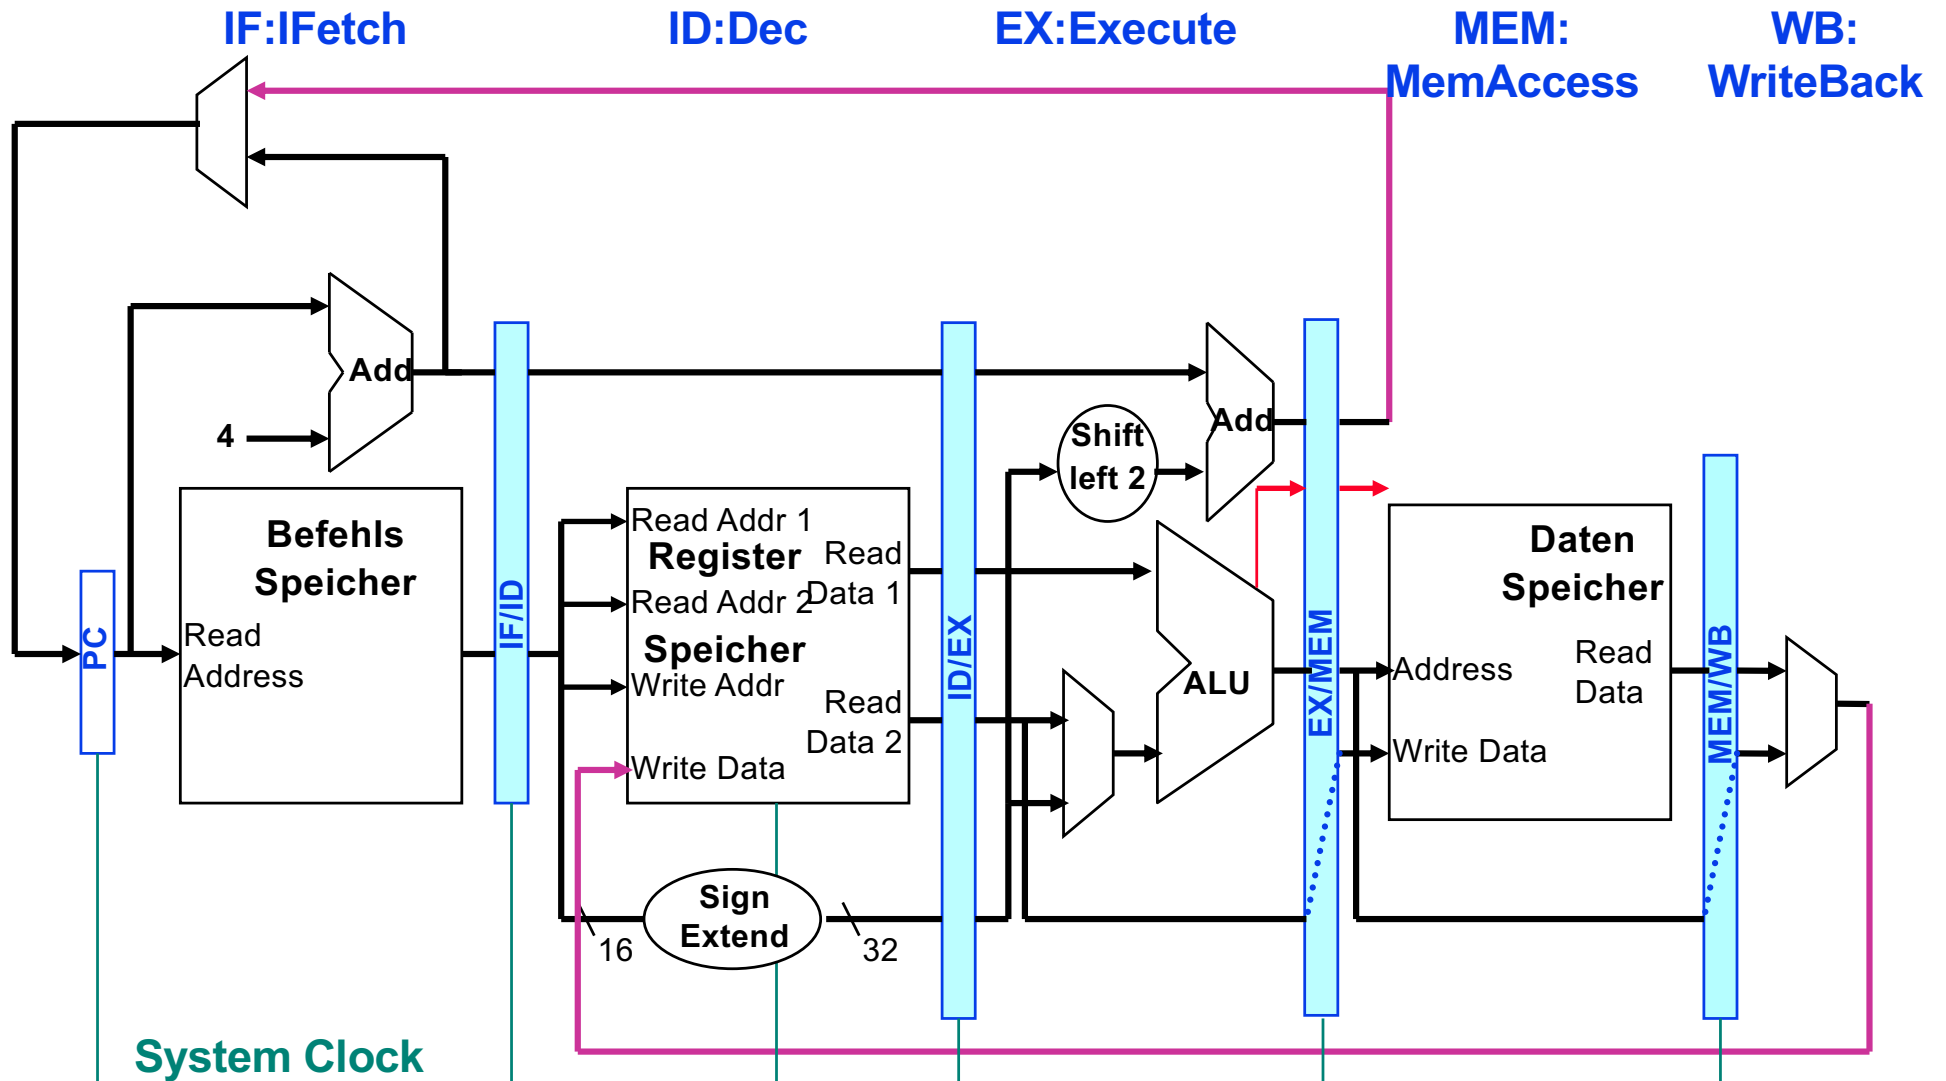 IF:IFetch
ID:Dec
EX:Execute
MEM:
MemAccess
WB:
WriteBack
Add
4
Add
Shift
left 2
Befehls
Speicher
Read
Address
PC
IF/ID
Read Addr 1
Register
Read Addr 2
Speicher
Write Addr
Write Data
Read
Data 1
Read
Data 2
ID/EX
ALU
EX/MEM
Daten
Speicher
Address
Write Data
Read
Data
MEM/WB
Sign
Extend
16
32
System Clock